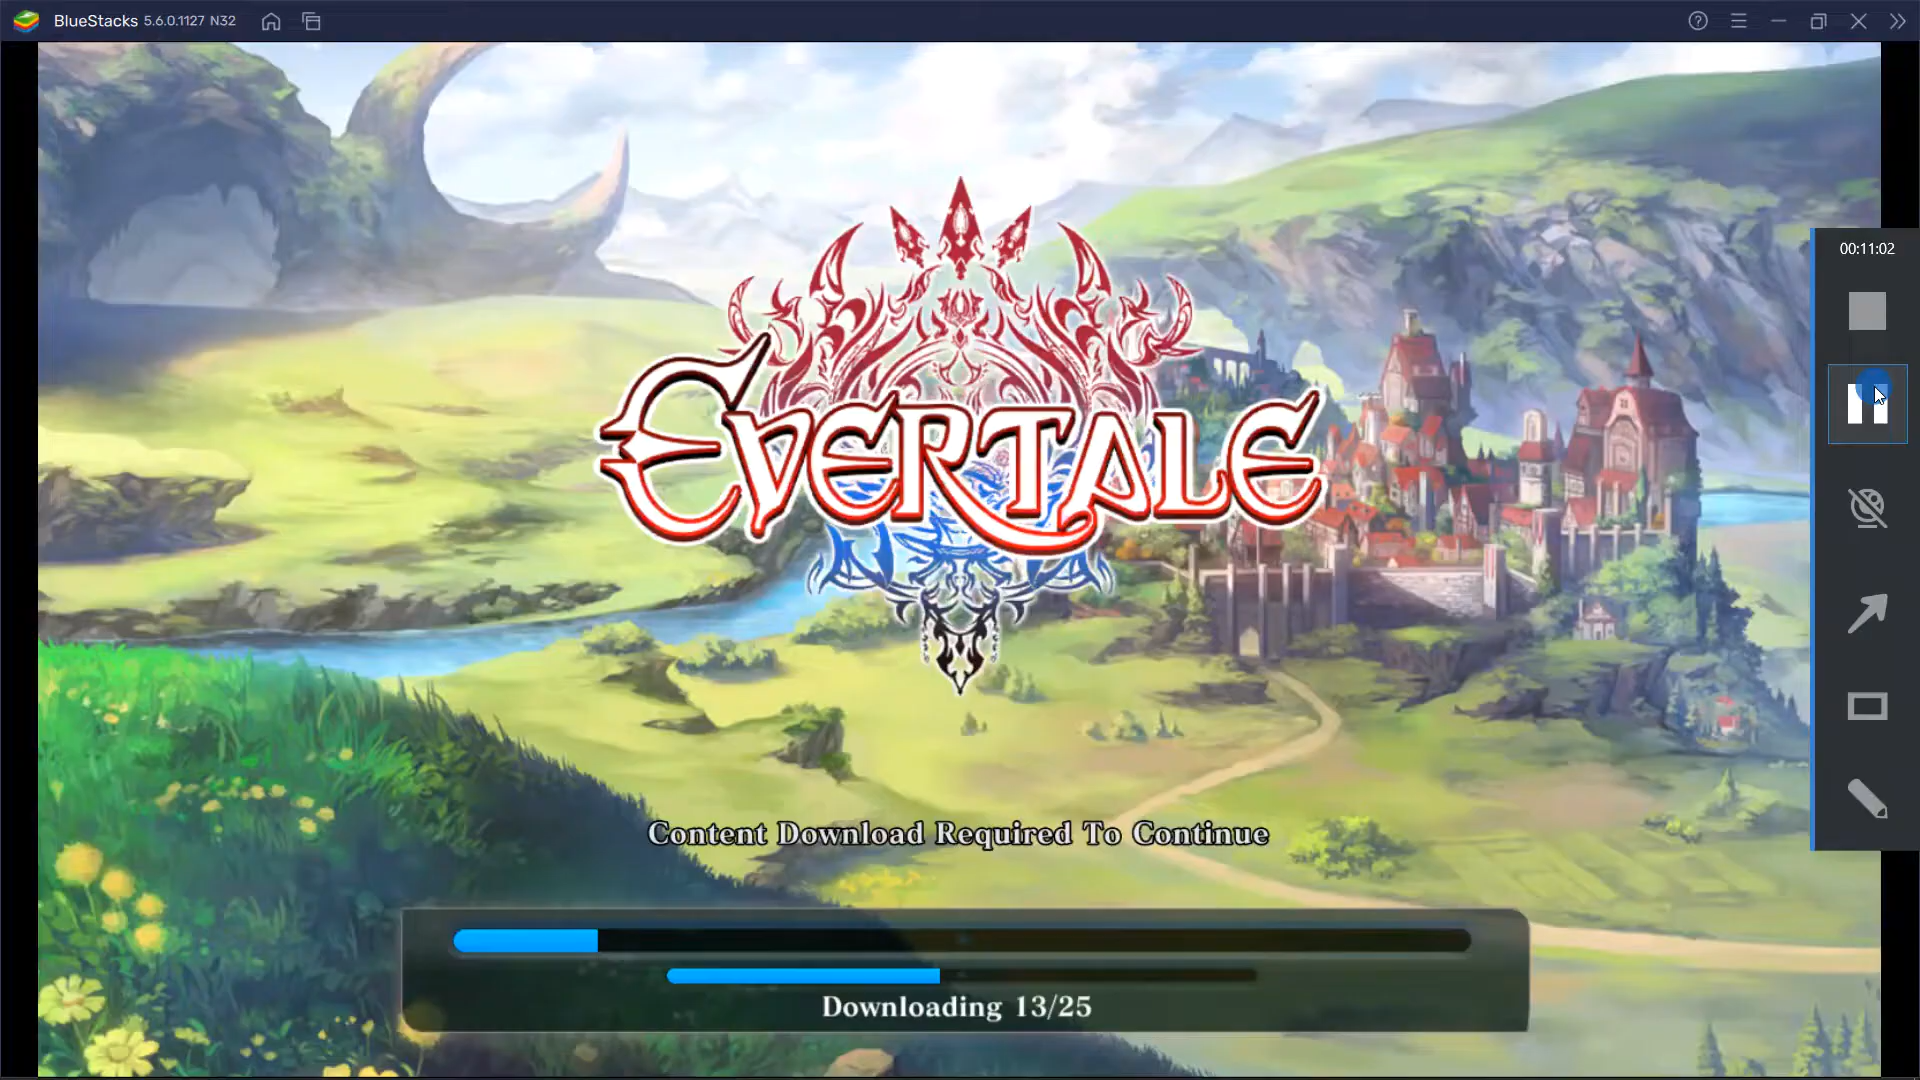 BlueStacks 5.6.0.1127 N32
00:11:02
EVERTALE
Content Download Required To Continue
Downloading 13/25